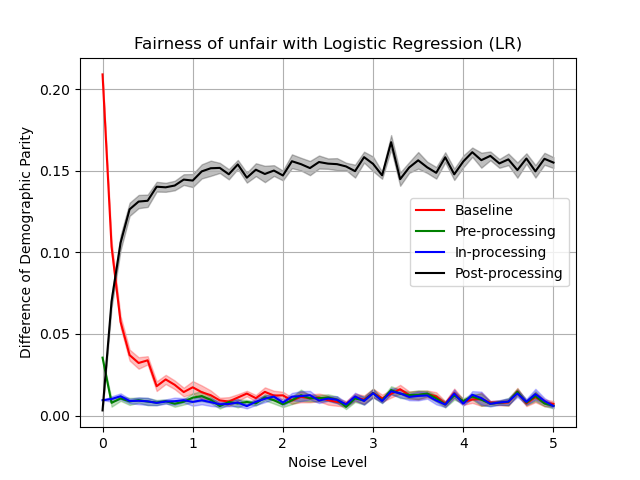 Fairness of unfair with Logistic Regression (LR)
Difference of Demographic Parity
0.20
0.15
0.10
0.05
0.00
Baseline
Pre-processing
In-processing
Post-processing
0 1 2 3 4 5
Noise Level